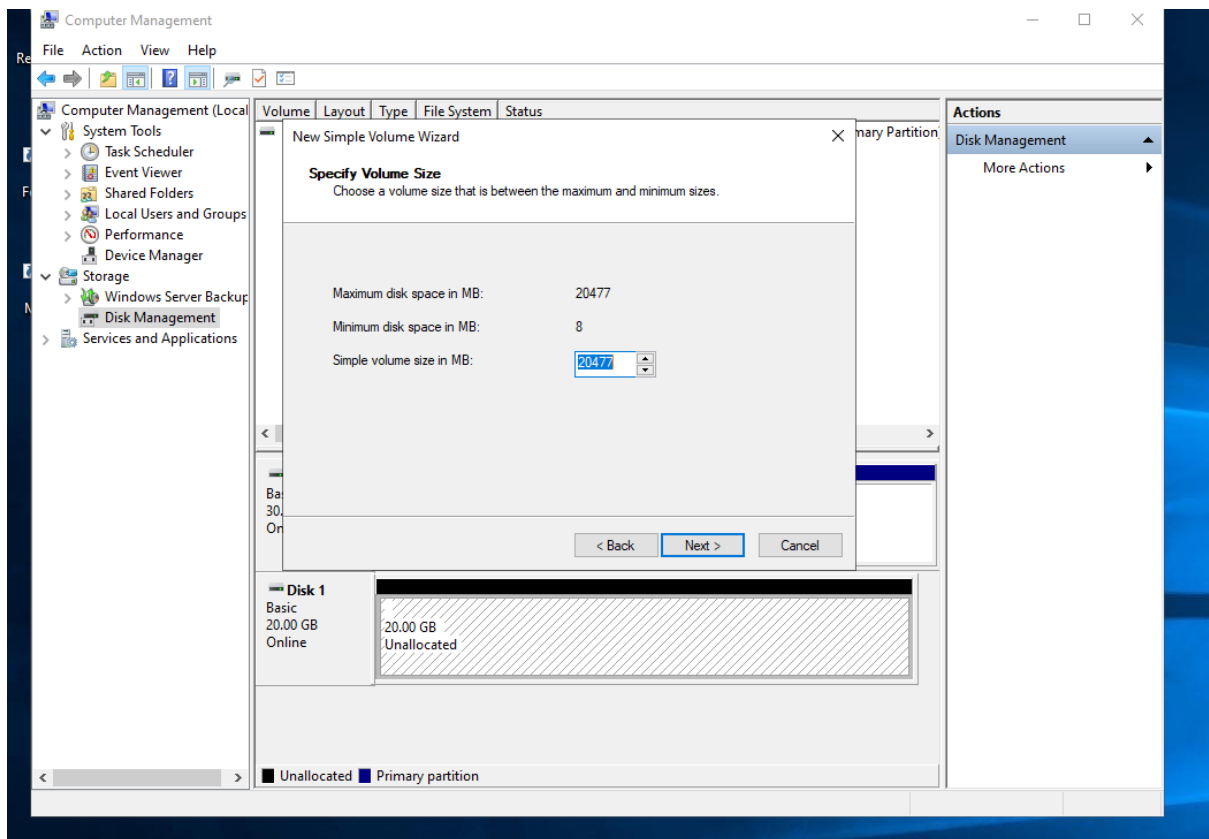 Computer Management
File Action View Help
Re
Computer Management (Local
System Tools
Task Scheduler
Event Viewer
Shared Folders
Local Users and Groups
Performance
Device Manager
Storage
Windows Server Backup
Disk Management
Services and Applications
Volume Layout Type File System Status
mary Partition)
New Simple Volume Wizard
Specify Volume Size
Choose a volume size that is between the maximum and minimum sizes.
Maximum disk space in MB: 20477
Minimum disk space in MB: 8
Simple volume size in MB: 20477
< Back Next > Cancel
Ba
30.
On
Disk 1
Basic
20.00 GB
Online
20.00 GB
Unallocated
Unallocated Primary partition
Actions
Disk Management
More Actions